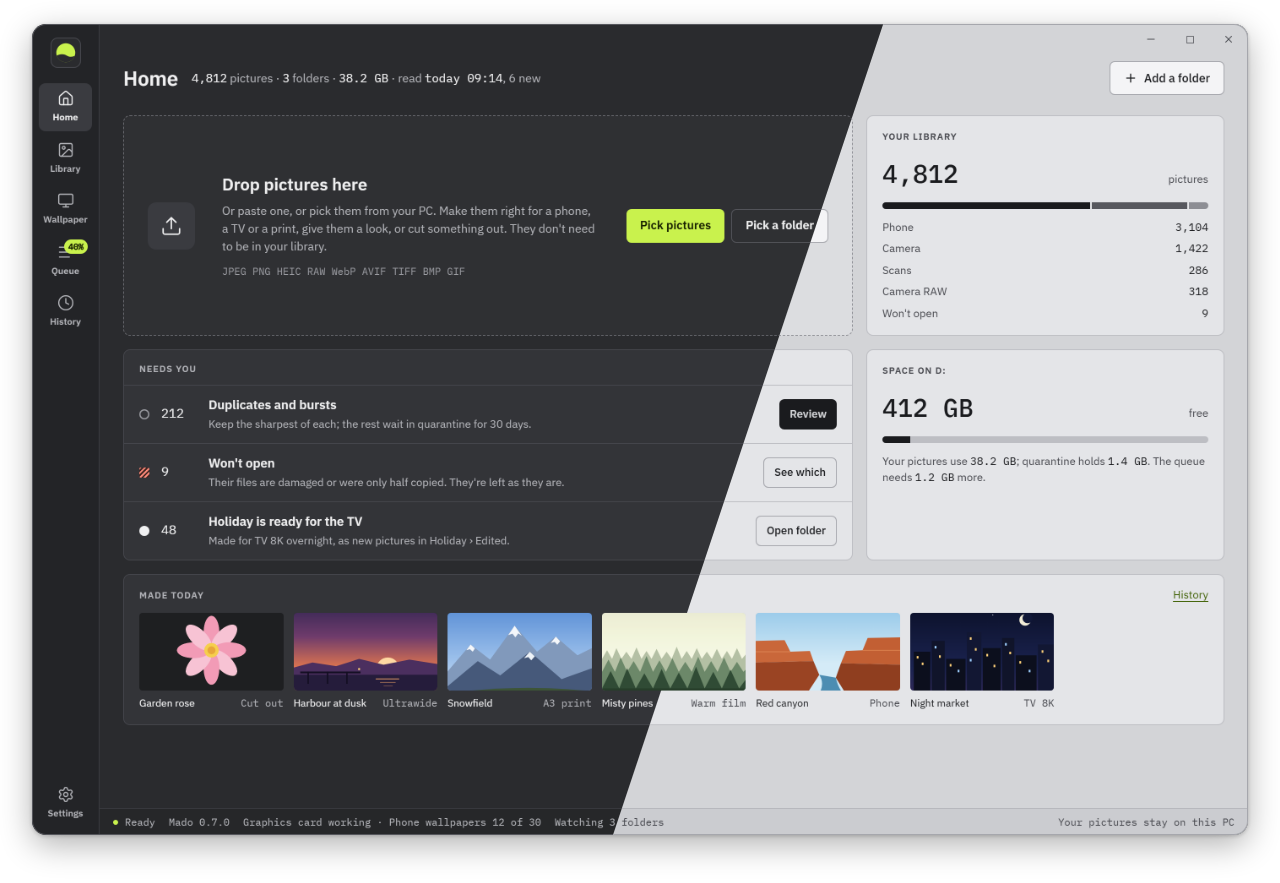 Home
Library
Wallpaper
40%
Queue
History
Settings
Home 4,812 pictures · 3 folders · 38.2 GB · read today 09:14, 6 new
Add a folder
Drop pictures here
Or paste one, or pick them from your PC. Make them right for a phone,
a TV or a print, give them a look, or cut something out. They don't need
to be in your library.
JPEG PNG HEIC RAW WebP AVIF TIFF BMP GIF
Pick pictures
Pick a folder
YOUR LIBRARY
4,812 pictures
Phone 3,104
Camera 1,422
Scans 286
Camera RAW 318
Won't open 9
NEEDS YOU
212 Duplicates and bursts
Keep the sharpest of each; the rest wait in quarantine for 30 days.
Review
9 Won't open
Their files are damaged or were only half copied. They're left as they are.
See which
48 Holiday is ready for the TV
Made for TV 8K overnight, as new pictures in Holiday › Edited.
Open folder
SPACE ON D:
412 GB free
Your pictures use 38.2 GB; quarantine holds 1.4 GB. The queue
needs 1.2 GB more.
MADE TODAY
History
Garden rose Cut out
Harbour at dusk Ultrawide
Snowfield A3 print
Misty pines Warm film
Red canyon Phone
Night market TV 8K
Ready Mado 0.7.0 Graphics card working · Phone wallpapers 12 of 30 Watching 3 folders
Your pictures stay on this PC